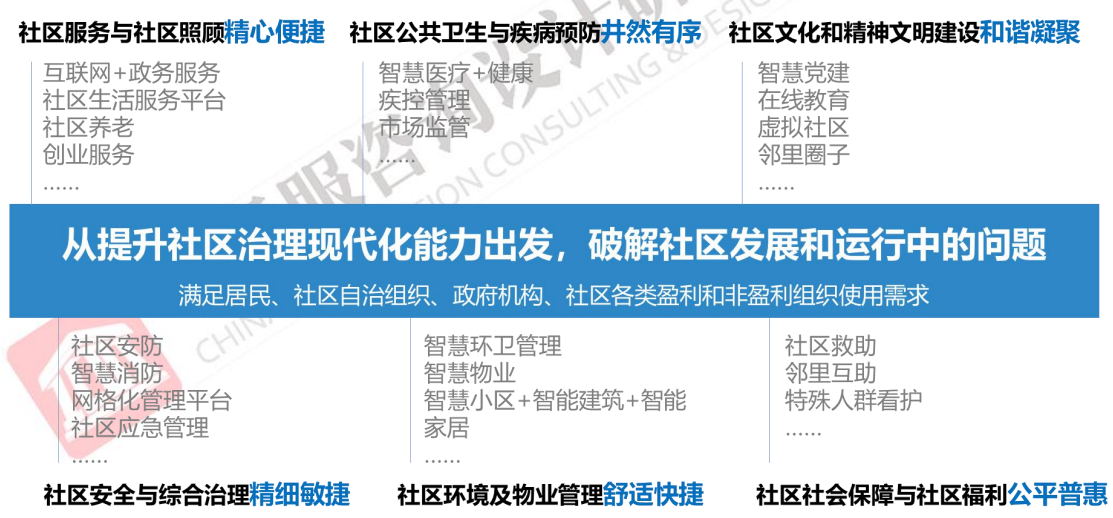 社区服务与社区照顾精心便捷
互联网+政务服务
社区生活服务平台
社区养老
创业服务
......
社区公共卫生与疾病预防井然有序
智慧医疗+健康
疾控管理
市场监管
......
社区文化和精神文明建设和谐凝聚
智慧党建
在线教育
虚拟社区
邻里圈子
......
从提升社区治理现代化能力出发，破解社区发展和运行中的问题
满足居民、社区自治组织、政府机构、社区各类盈利和非盈利组织使用需求
社区安防
智慧消防
网格化管理平台
社区应急管理
......
社区安全与综合治理精细敏捷
智慧环卫管理
智慧物业
智慧小区+智能建筑+智能
家居
......
社区环境及物业管理舒适快捷
社区救助
邻里互助
特殊人群看护
......
社区社会保障与社区福利公平普惠